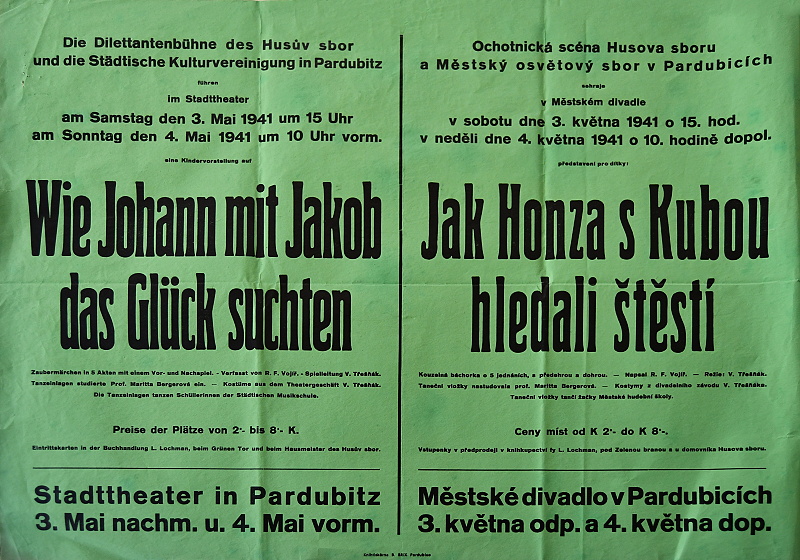 Die Dilettantenbühne des Husův sbor
und die Städtische Kulturvereinigung in Pardubitz
führen
im Stadttheater
am Samstag den 3. Mai 1941 um 15 Uhr
am Sonntag den 4. Mai 1941 um 10 Uhr vorm.
eine Kindervorstellung auf
Wie Johann mit Jakob
das Glück suchten
Zaubermärchen in 5 Akten mit einem Vor- und Nachspiel. - Verfasst von R. F. Vojíř. - Spielleitung V. Třešňák.
Tanzeinlagen studierte Prof. Maritta Bergerová ein. — Kostüme aus dem Theatergeschäft V. Třešňák.
Die Tanzeinlagen tanzen Schüllerinnen der Städtischen Musikschule.
Preise der Plätze von 2·- bis 8·- K.
Eintrittskarten in der Buchhandlung L. Lochman, beim Grünen Tor und beim Hausmeister des Husův sbor.
Stadttheater in Pardubitz
3. Mai nachm. u. 4. Mai vorm.
Ochotnická scéna Husova sboru
a Městský osvětový sbor v Pardubicích
sehraje
v Městském divadle
v sobotu dne 3. května 1941 o 15. hod.
v neděli dne 4. května 1941 o 10. hodině dopol.
představení pro dítky:
Jak Honza s Kubou
hledali štěstí
Kouzelná báchorka o 5 jednáních, s předehrou a dohrou. — Napsal R. F. Vojíř. — Režie: V. Třešňák.
Taneční vložky nastudovala prof. Maritta Bergerová. — Kostymy z divadelního závodu V. Třešňáka.
Taneční vložky tančí žačky Městské hudební školy.
Ceny míst od K 2·- do K 8·-.
Vstupenky v předprodeji v knihkupectví fy L. Lochman, pod Zelenou branou a u domovníka Husova sboru.
Městské divadlo v Pardubicích
3. května odp. a 4. května dop.